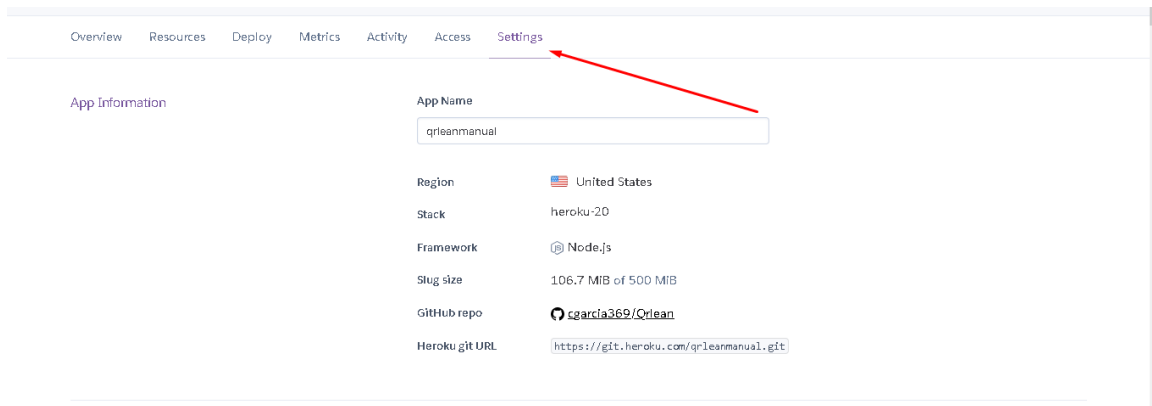 Overview Resources Deploy Metrics Activity Access Settings
App Information
App Name
qrleanmanual
Region United States
Stack heroku-20
Framework Node.js
Slug size 106.7 MiB of 500 MiB
GitHub repo cgarcia369/Qrlean
Heroku git URL https://git.heroku.com/qrleanmanual.git